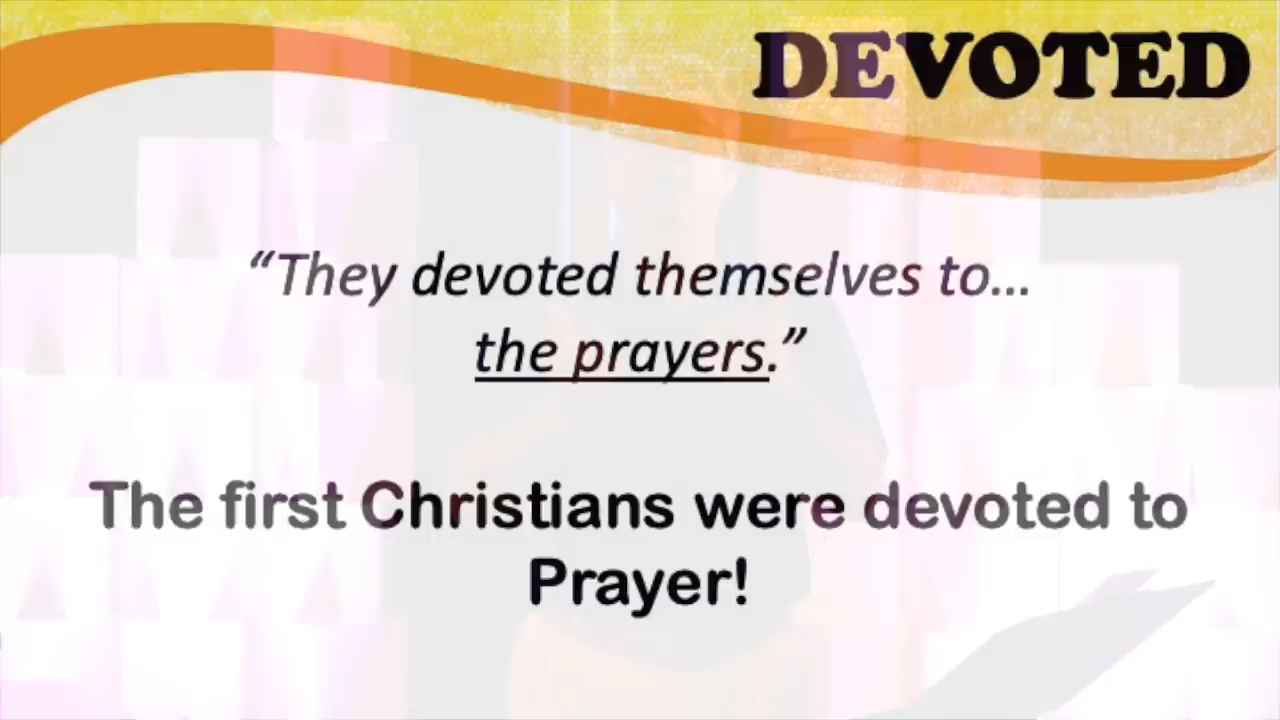 DEVOTED
“They devoted themselves to...
the prayers.”
The first Christians were devoted to
Prayer!